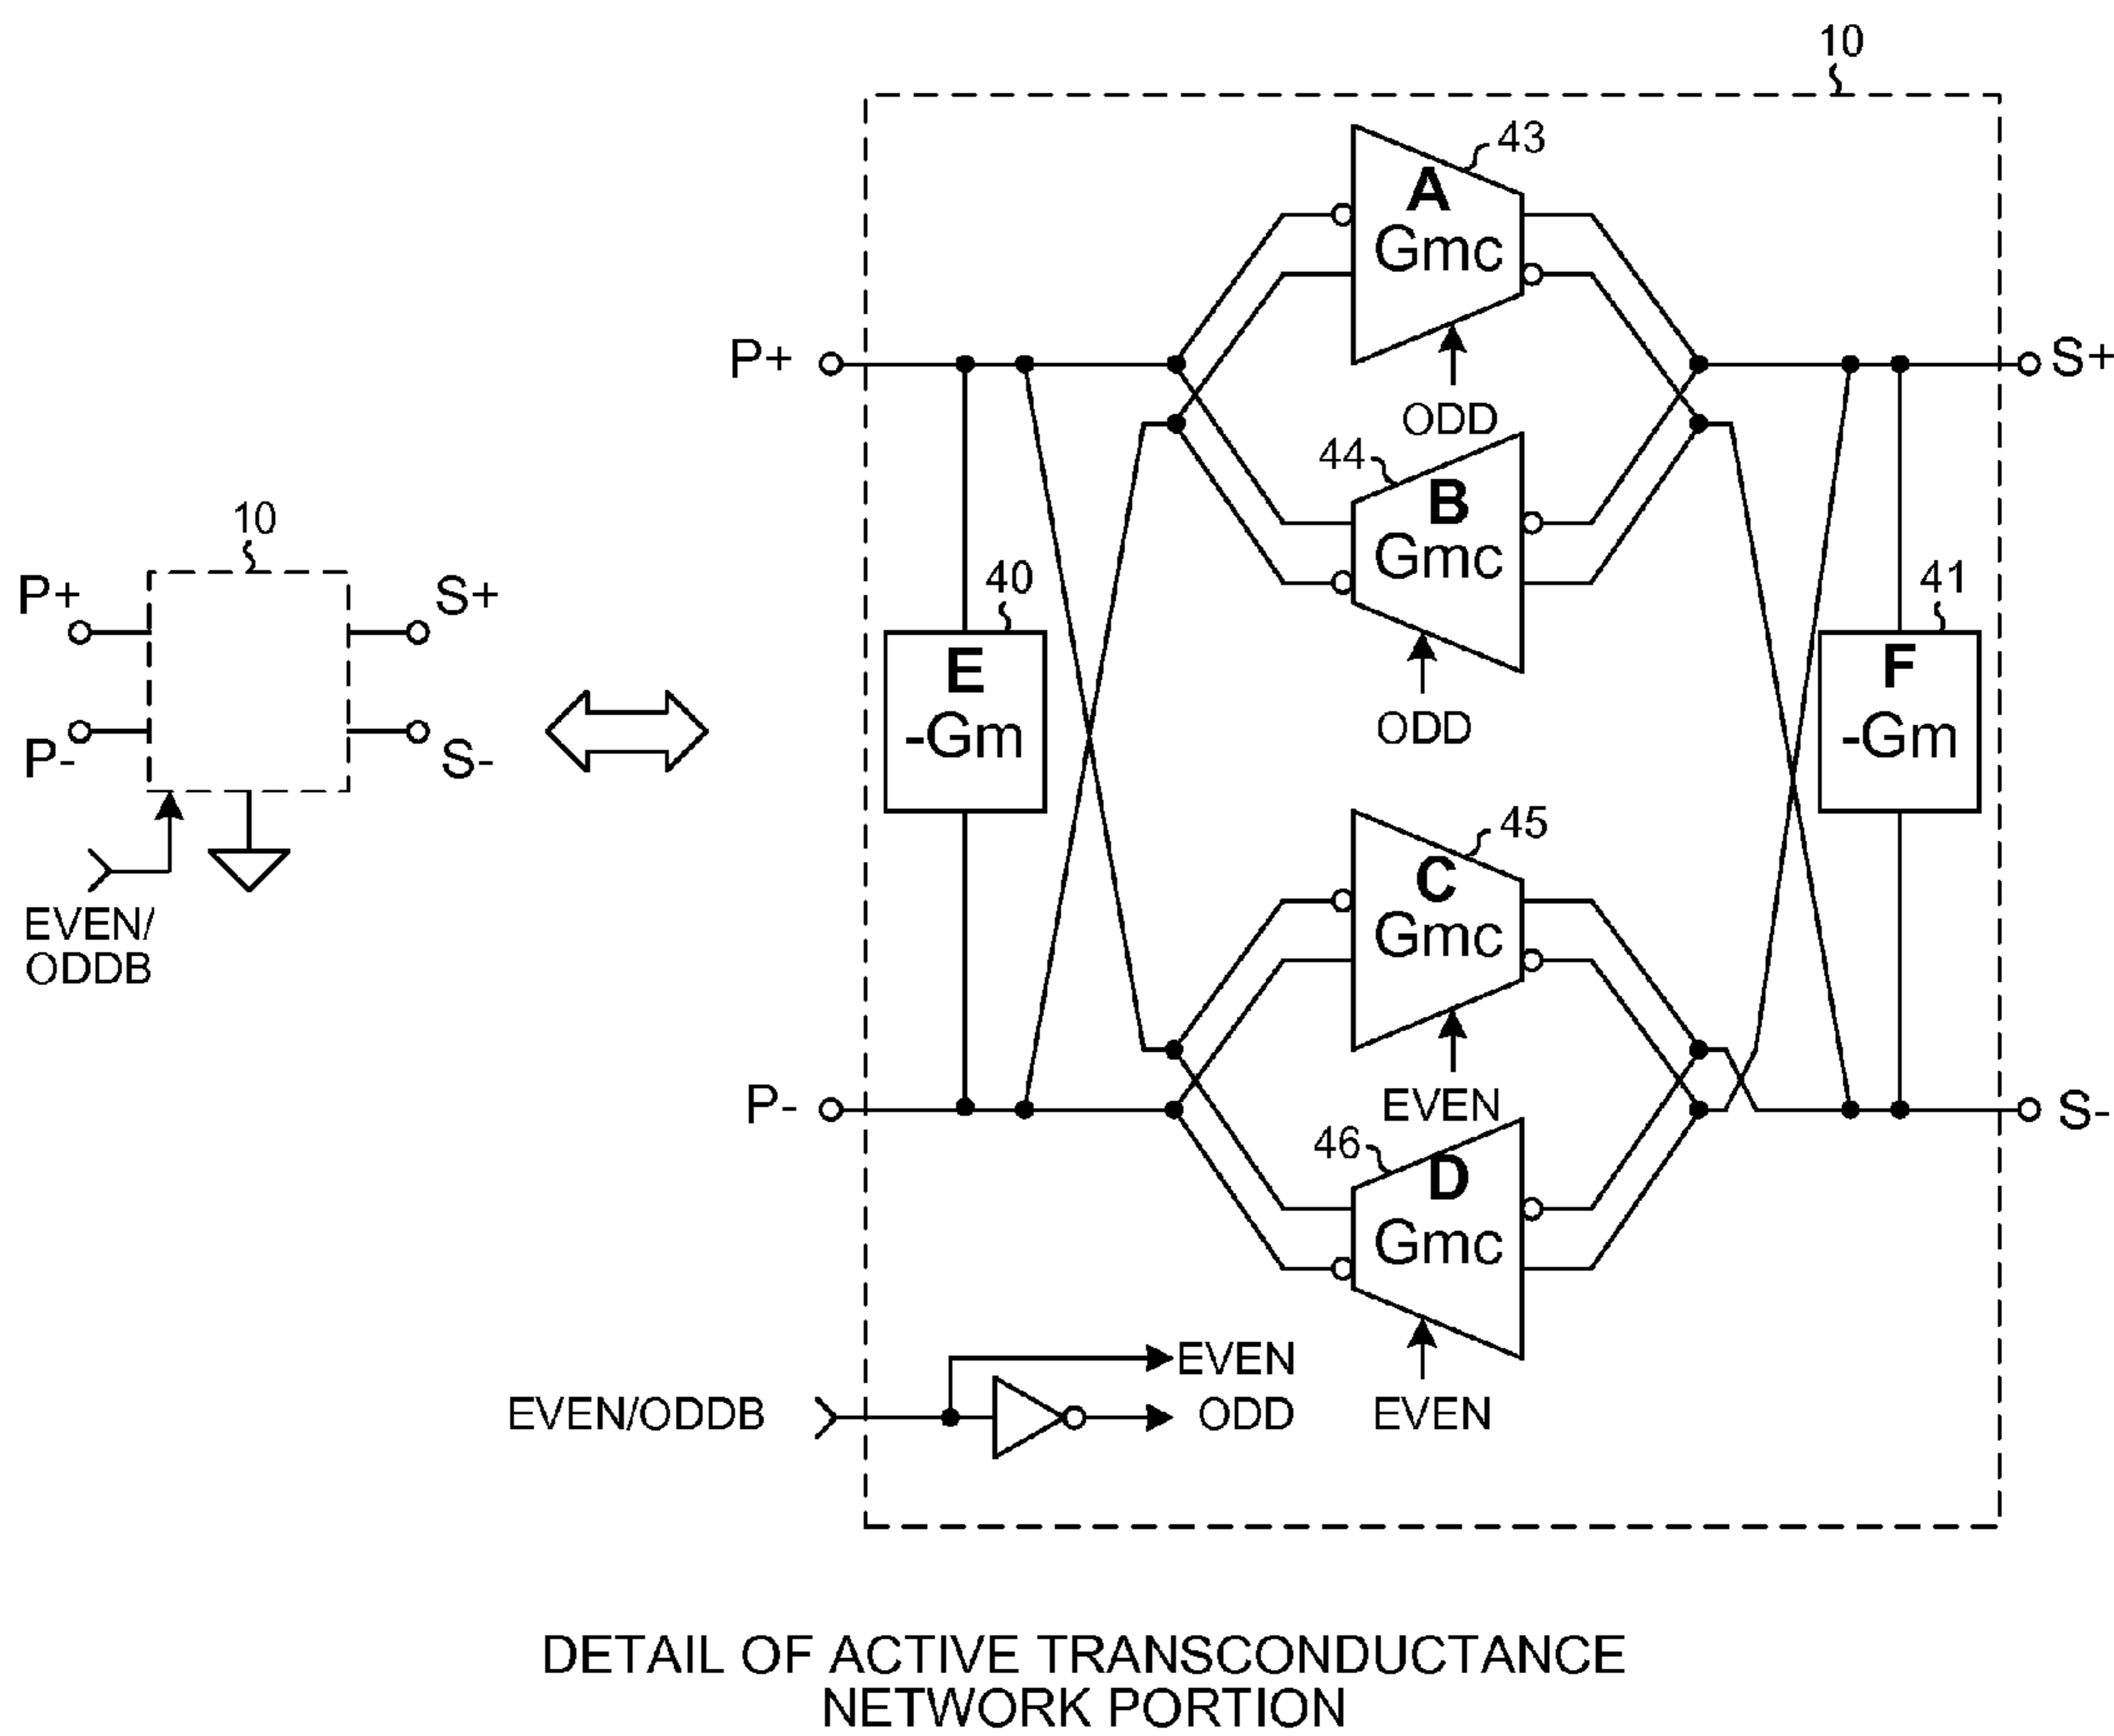 10
P+
P-
S+
S-
EVEN/
ODDB
10
P+
P-
S+
S-
43
A
Gmc
ODD
44
B
Gmc
ODD
40
E
-Gm
41
F
-Gm
45
C
Gmc
EVEN
46
D
Gmc
EVEN
EVEN/ODDB
EVEN
ODD
DETAIL OF ACTIVE TRANSCONDUCTANCE
NETWORK PORTION